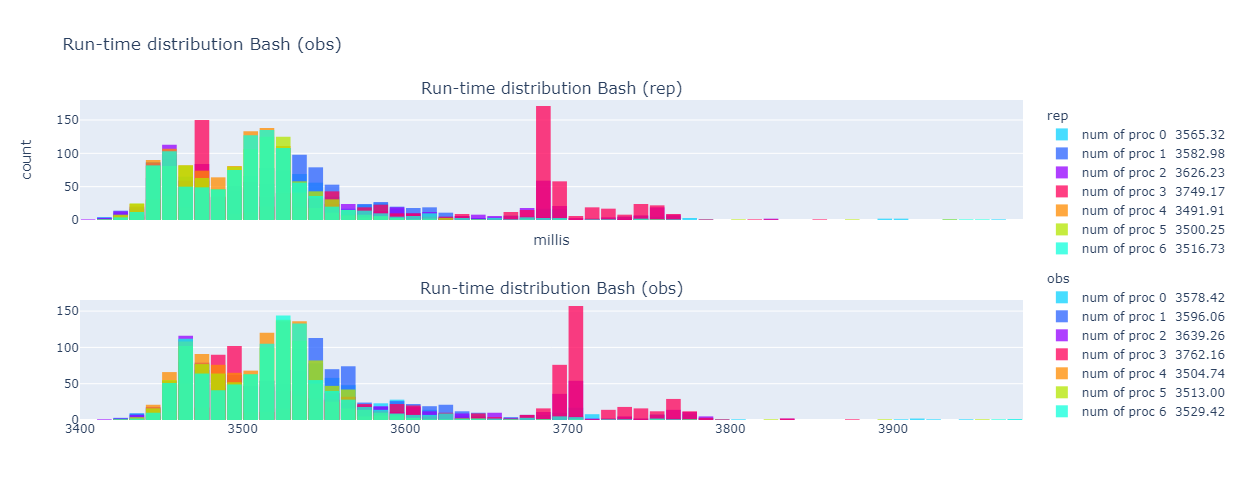 Run-time distribution Bash (obs)
Run-time distribution Bash (rep)
count
150
100
50
0
millis
rep
num of proc 0 3565.32
num of proc 1 3582.98
num of proc 2 3626.23
num of proc 3 3749.17
num of proc 4 3491.91
num of proc 5 3500.25
num of proc 6 3516.73
Run-time distribution Bash (obs)
150
100
50
0
3400 3500 3600 3700 3800 3900
obs
num of proc 0 3578.42
num of proc 1 3596.06
num of proc 2 3639.26
num of proc 3 3762.16
num of proc 4 3504.74
num of proc 5 3513.00
num of proc 6 3529.42